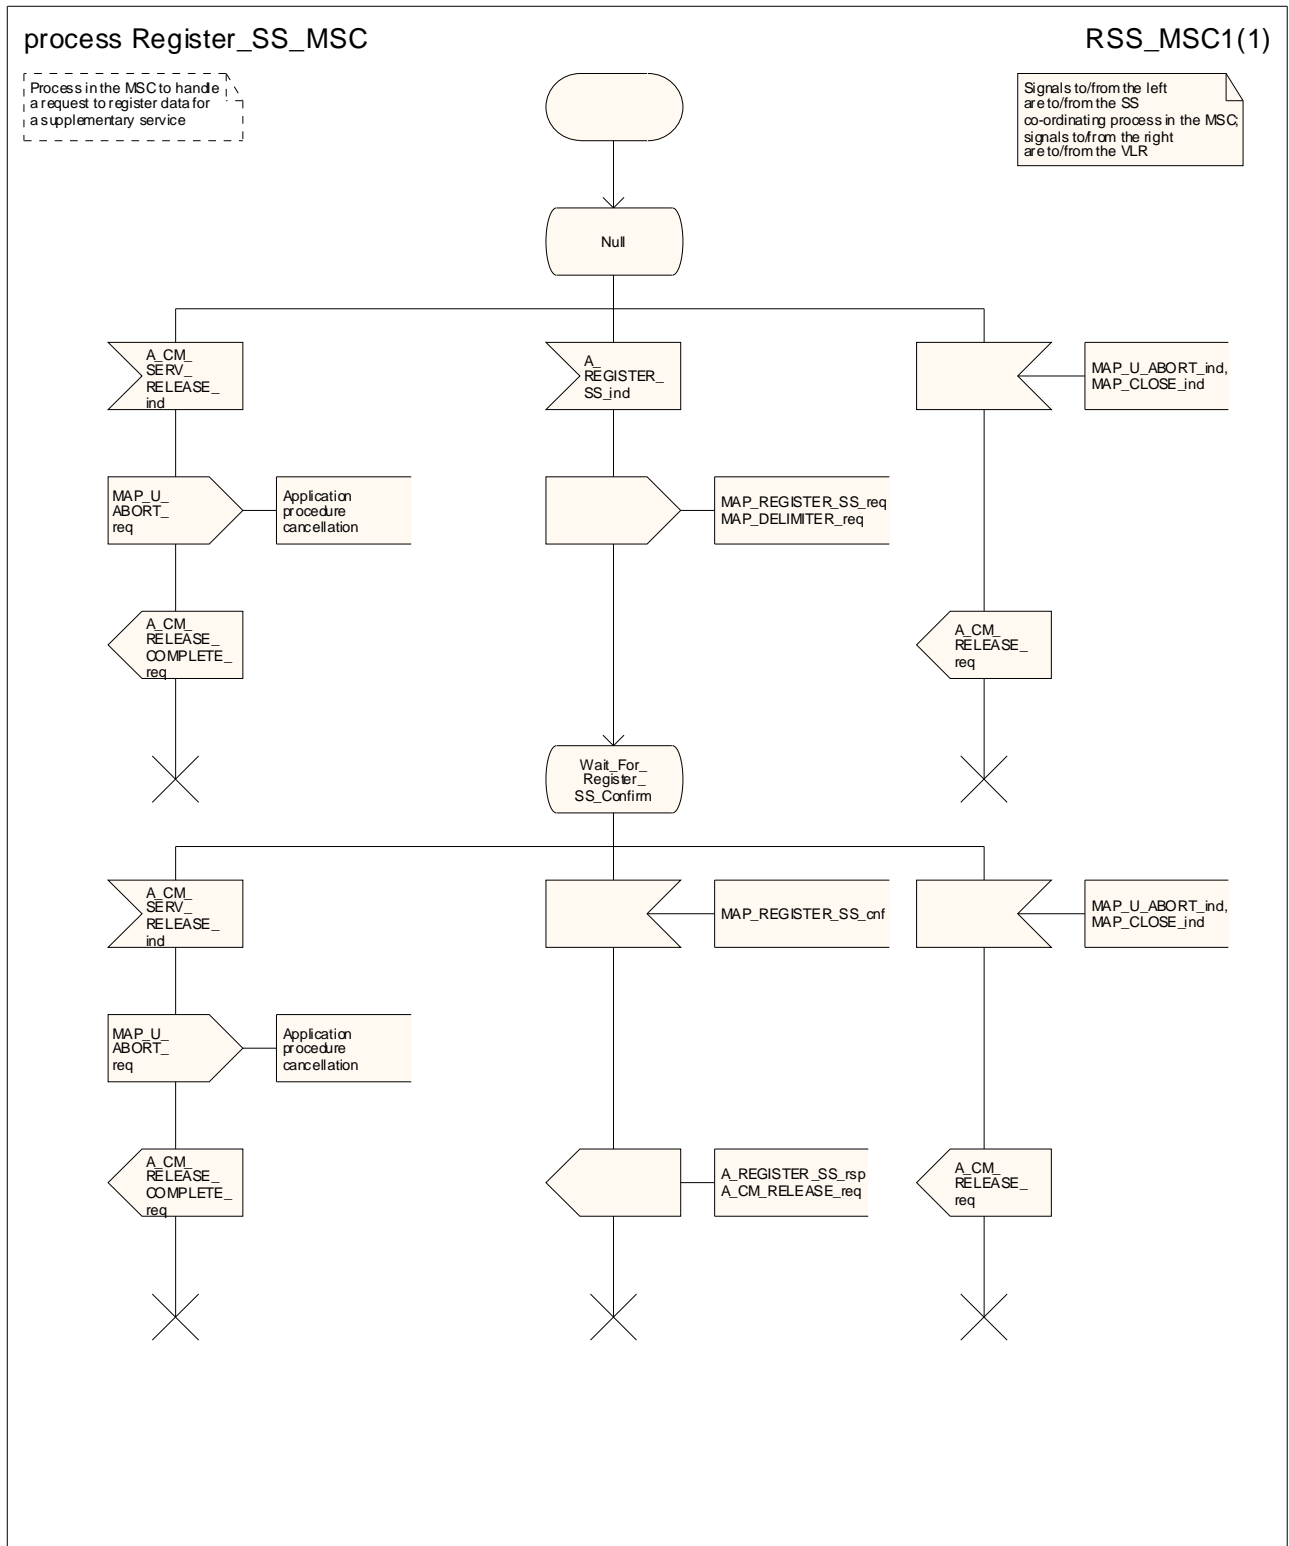 process Register_SS_MSC
RSS_MSC1(1)
Process in the MSC to handle
a request to register data for
a supplementary service
Signals to/from the left
are to/from the SS
co-ordinating process in the MSC;
signals to/from the right
are to/from the VLR
Null
A_CM_
SERV_
RELEASE_
ind
A_
REGISTER_
SS_ind
MAP_U_ABORT_ind,
MAP_CLOSE_ind
MAP_U_
ABORT_
req
Application
procedure
cancellation
MAP_REGISTER_SS_req
MAP_DELIMITER_req
A_CM_
RELEASE_
COMPLETE_
req
A_CM_
RELEASE_
req
Wait_For_
Register_
SS_Confirm
A_CM_
SERV_
RELEASE_
ind
MAP_REGISTER_SS_cnf
MAP_U_ABORT_ind,
MAP_CLOSE_ind
MAP_U_
ABORT_
req
Application
procedure
cancellation
A_CM_
RELEASE_
COMPLETE_
req
A_REGISTER_SS_rsp
A_CM_RELEASE_req
A_CM_
RELEASE_
req